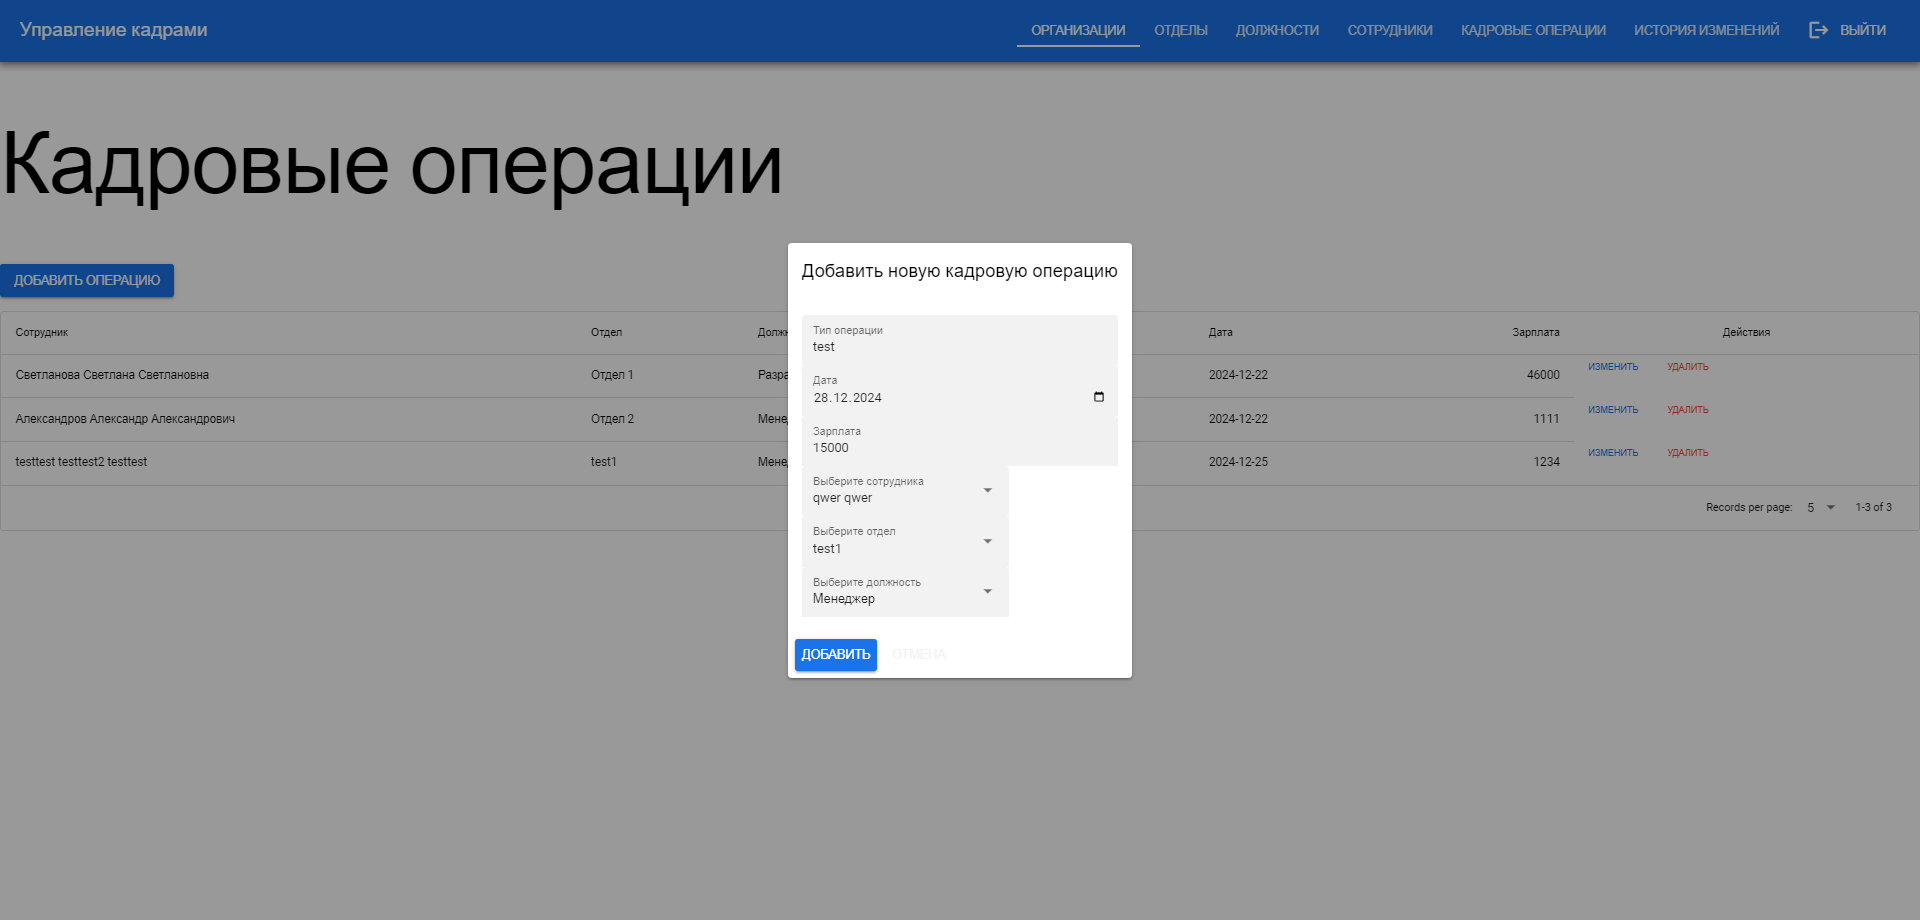 Управление кадрами
ОРГАНИЗАЦИИ ОТДЕЛЫ ДОЛЖНОСТИ СОТРУДНИКИ КАДРОВЫЕ ОПЕРАЦИИ ИСТОРИЯ ИЗМЕНЕНИЙ ВЫЙТИ
Кадровые операции
ДОБАВИТЬ ОПЕРАЦИЮ
Сотрудник Отдел Должн Дата Зарплата Действия
Светланова Светлана Светлановна Отдел 1 Разра 2024-12-22 46000 ИЗМЕНИТЬ УДАЛИТЬ
Александров Александр Александрович Отдел 2 Мене 2024-12-22 1111 ИЗМЕНИТЬ УДАЛИТЬ
testtest testtest2 testtest test1 Мене 2024-12-25 1234 ИЗМЕНИТЬ УДАЛИТЬ
Records per page: 5 1-3 of 3
Добавить новую кадровую операцию
Тип операции
test
Дата
28.12.2024
Зарплата
15000
Выберите сотрудника
qwer qwer
Выберите отдел
test1
Выберите должность
Менеджер
ДОБАВИТЬ ОТМЕНА